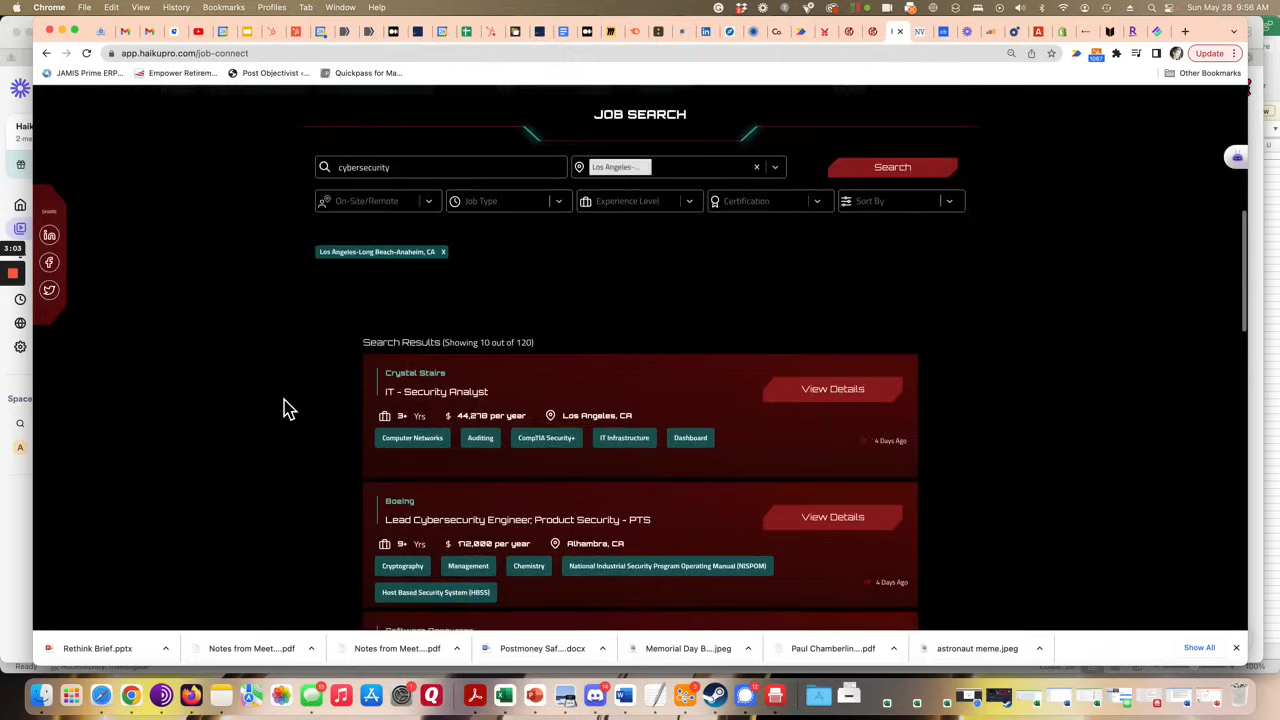 Chrome File Edit View History Bookmarks Profiles Tab Window Help
Sun May 28 9:56 AM
app.haikupro.com/job-connect
1087
Update
JAMIS Prime ERP... Empower Retirem... Post Objectivist ‹... Quickpass for Ma... Other Bookmarks
JOB SEARCH
cybersecurity
Los Angeles-... x
Search
On-Site/Remote
Job Type
Experience Level
Certification
Sort By
Los Angeles-Long Beach-Anaheim, CA X
SHARE
Haik
2 me
3:03
Space
A
Search Results (Showing 10 out of 120)
Crystal Stairs
IT - Security Analyst
View Details
3+ Yrs $ 44,278 per year Los Angeles, CA
Computer Networks Auditing CompTIA Security+ IT Infrastructure Dashboard
4 Days Ago
Boeing
Lead Cybersecurity Engineer, Product Security - PTS
View Details
9+ Yrs $ 172,000 per year Alhambra, CA
Cryptography Management Chemistry National Industrial Security Program Operating Manual (NISPOM)
Host Based Security System (HBSS)
4 Days Ago
Rethink Brief.pptx Notes from Meet....pdf Notes from Meet....pdf Postmoney Saf....docx Memorial Day B....jpeg Paul Chamberlin....pdf astronaut meme.jpeg Show All
Ready
100%